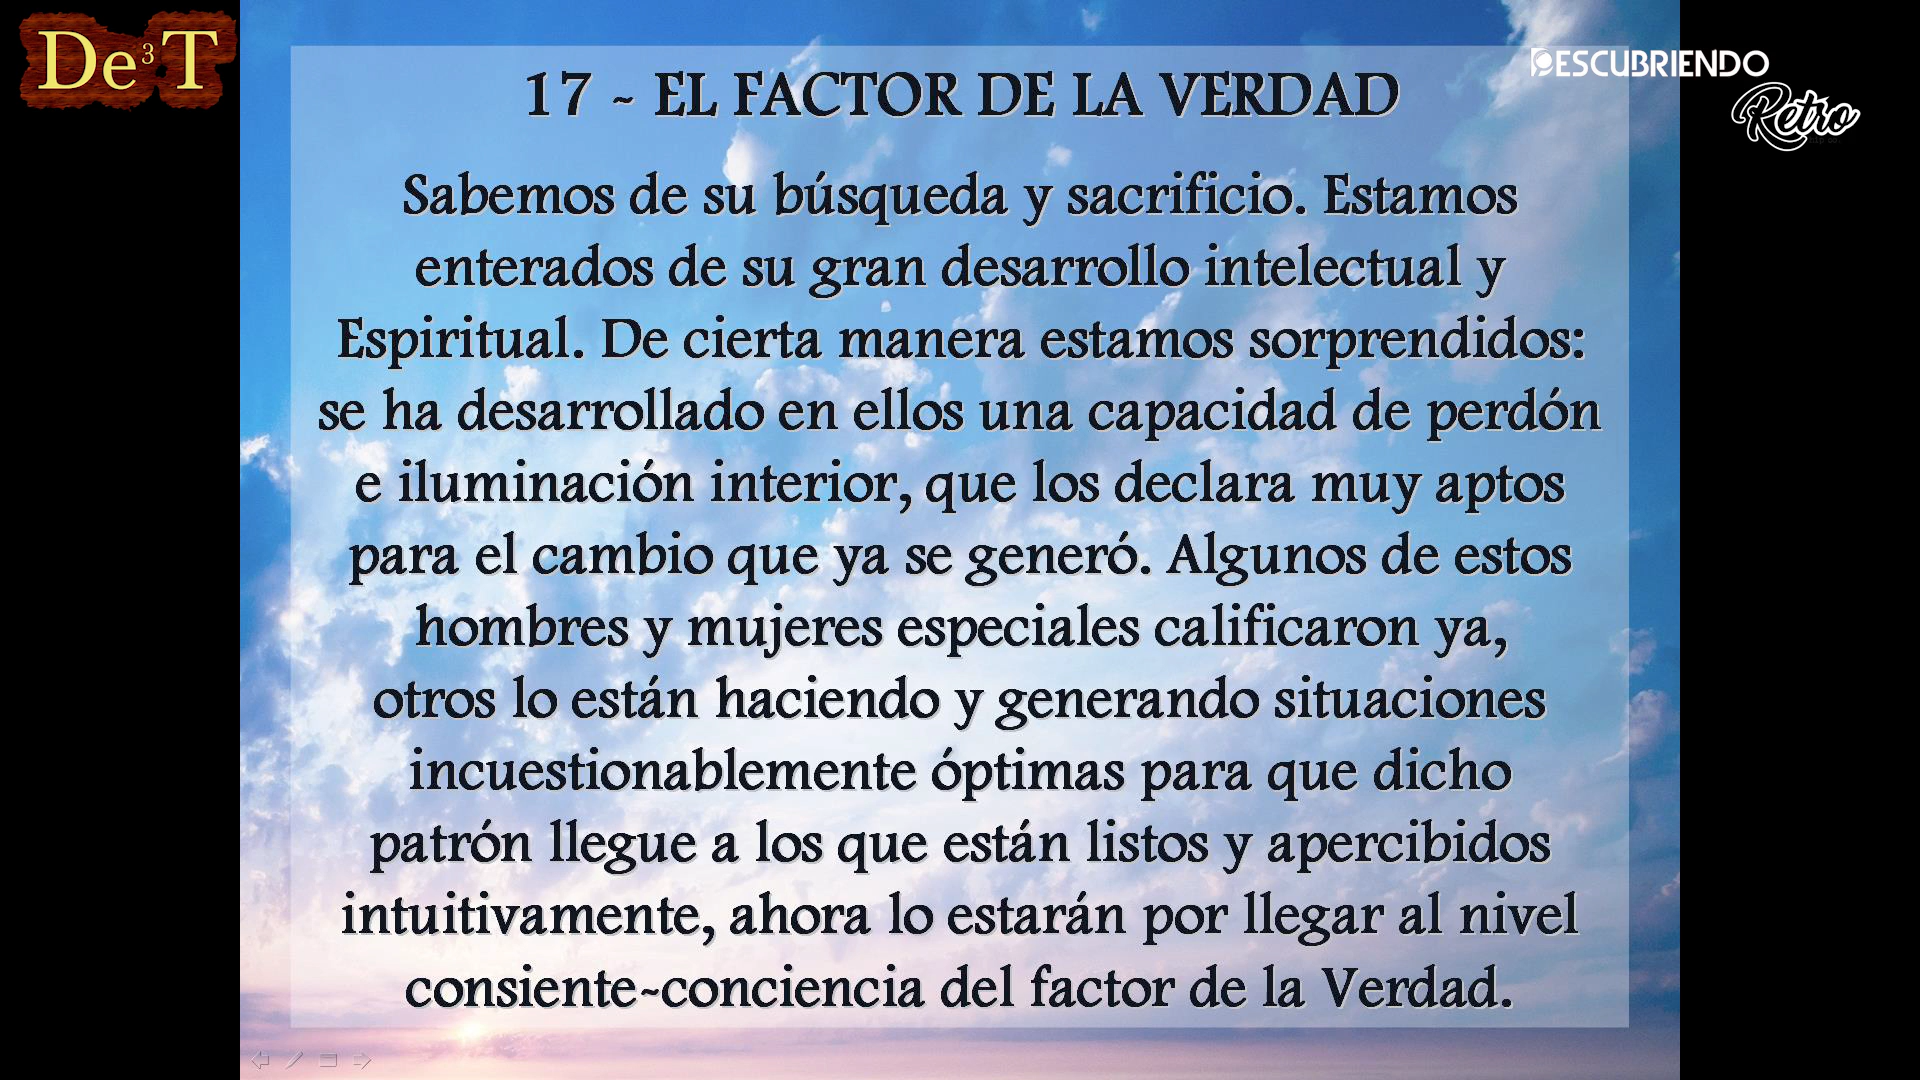 De³T
DESCUBRIENDO
Retro
17 - EL FACTOR DE LA VERDAD
Sabemos de su búsqueda y sacrificio. Estamos
enterados de su gran desarrollo intelectual y
Espiritual. De cierta manera estamos sorprendidos:
se ha desarrollado en ellos una capacidad de perdón
e iluminación interior, que los declara muy aptos
para el cambio que ya se generó. Algunos de estos
hombres y mujeres especiales calificaron ya,
otros lo están haciendo y generando situaciones
incuestionablemente óptimas para que dicho
patrón llegue a los que están listos y apercibidos
intuitivamente, ahora lo estarán por llegar al nivel
consiente-conciencia del factor de la Verdad.